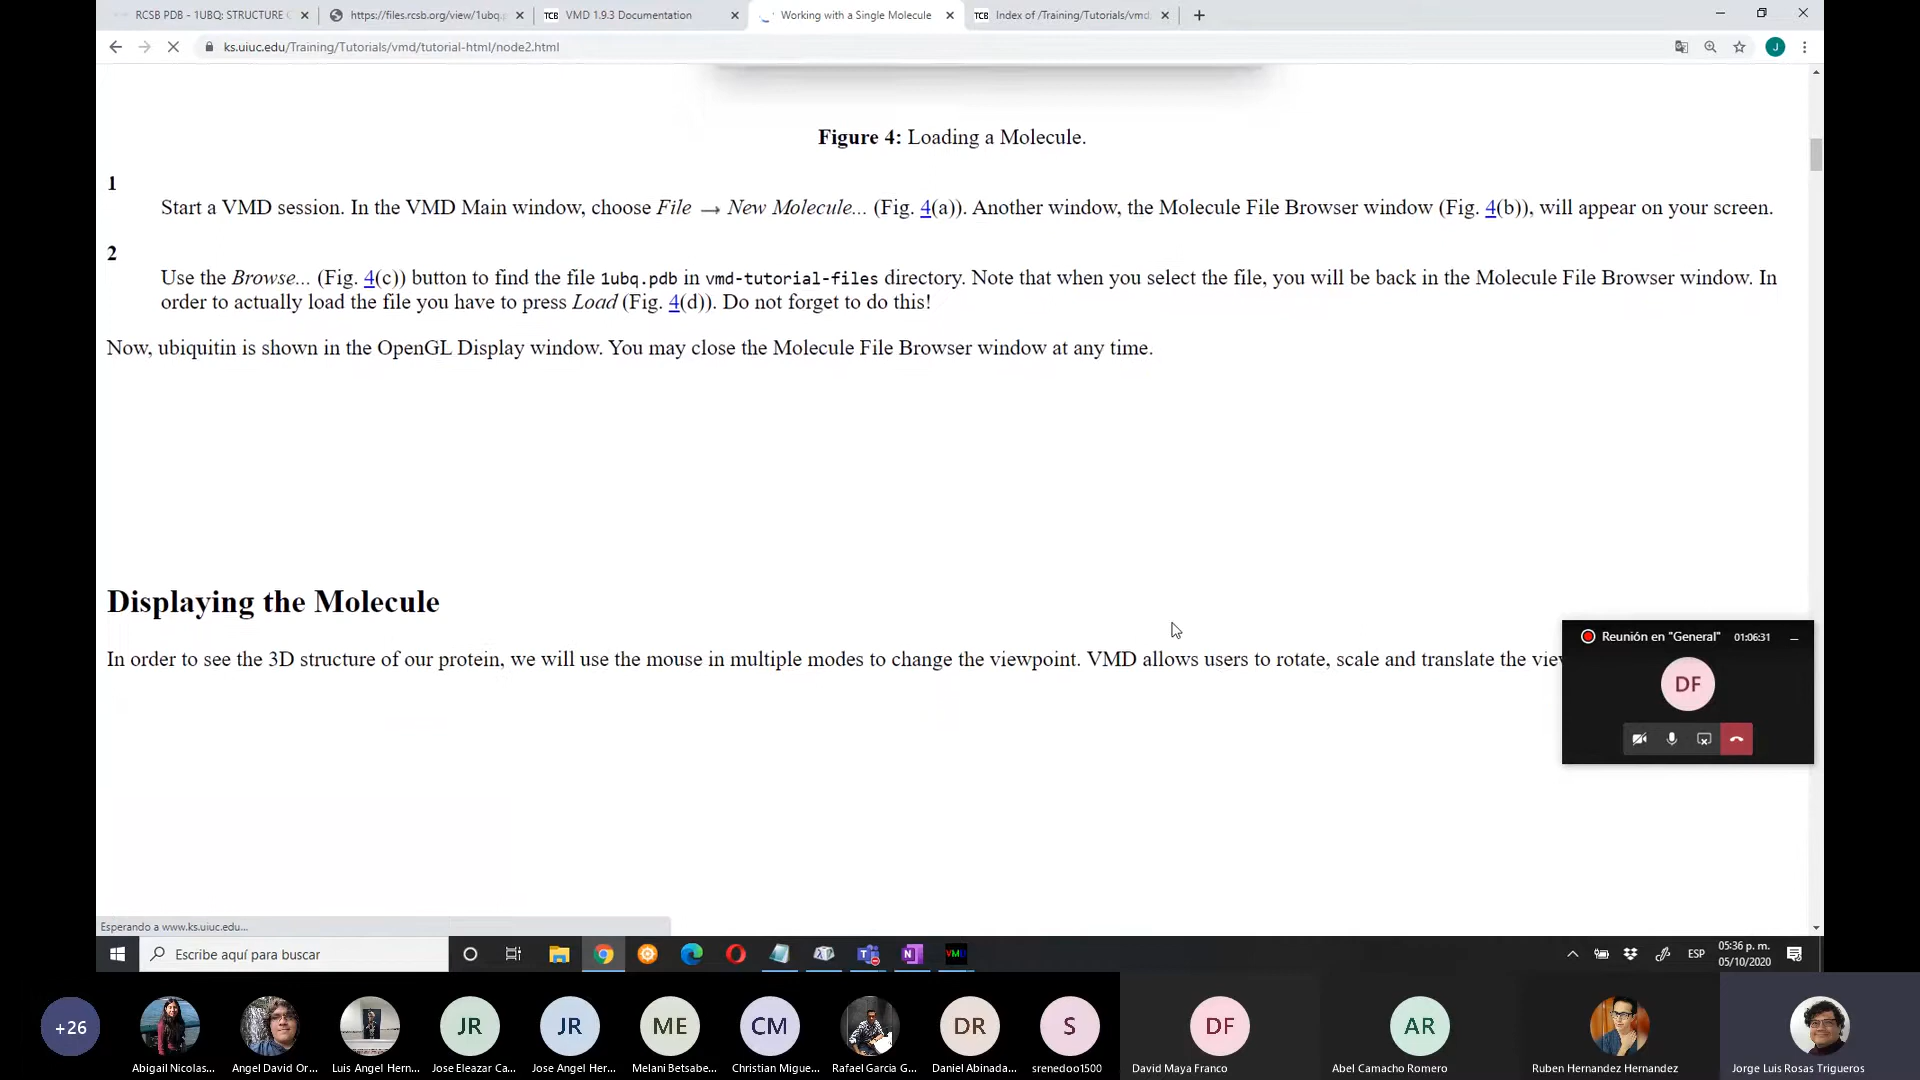 RCSB PDB - 1UBQ: STRUCTURE
https://files.rcsb.org/view/1ubq.p
TCB VMD 1.9.3 Documentation
Working with a Single Molecule
TCB Index of /Training/Tutorials/vmd
ks.uiuc.edu/Training/Tutorials/vmd/tutorial-html/node2.html
J
Figure 4: Loading a Molecule.
1
Start a VMD session. In the VMD Main window, choose File → New Molecule... (Fig. 4(a)). Another window, the Molecule File Browser window (Fig. 4(b)), will appear on your screen.
2
Use the Browse... (Fig. 4(c)) button to find the file 1ubq.pdb in vmd-tutorial-files directory. Note that when you select the file, you will be back in the Molecule File Browser window. In
order to actually load the file you have to press Load (Fig. 4(d)). Do not forget to do this!
Now, ubiquitin is shown in the OpenGL Display window. You may close the Molecule File Browser window at any time.
Displaying the Molecule
In order to see the 3D structure of our protein, we will use the mouse in multiple modes to change the viewpoint. VMD allows users to rotate, scale and translate the view
Reunión en "General" 01:06:31
DF
Esperando a www.ks.uiuc.edu...
Escribe aquí para buscar
ESP
05:36 p. m.
05/10/2020
+26
JR
JR
ME
CM
DR
S
DF
AR
Abigail Nicolas...
Angel David Or...
Luis Angel Hern...
Jose Eleazar Ca...
Jose Angel Her...
Melani Betsabe...
Christian Migue...
Rafael Garcia G...
Daniel Abinada...
srenedoo1500
David Maya Franco
Abel Camacho Romero
Ruben Hernandez Hernandez
Jorge Luis Rosas Trigueros